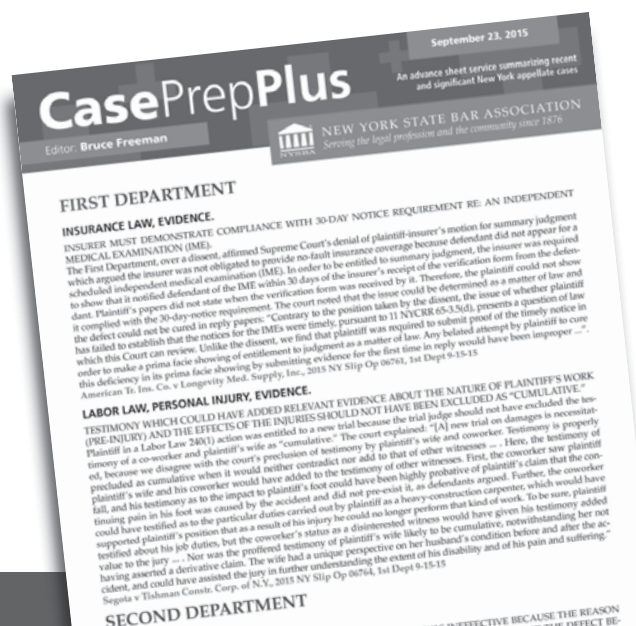 September 23, 2015
CasePrepPlus
An advance sheet service summarizing recent
and significant New York appellate cases
Editor: Bruce Freeman
NEW YORK STATE BAR ASSOCIATION
Serving the legal profession and the community since 1876
NYSBA
FIRST DEPARTMENT
INSURANCE LAW, EVIDENCE.
INSURER MUST DEMONSTRATE COMPLIANCE WITH 30-DAY NOTICE REQUIREMENT RE: AN INDEPENDENT
MEDICAL EXAMINATION (IME).
The First Department, over a dissent, affirmed Supreme Court's denial of plaintiff-insurer's motion for summary judgment
which argued the insurer was not obligated to provide no-fault insurance coverage because defendant did not appear for a
scheduled independent medical examination (IME). In order to be entitled to summary judgment, the insurer was required
to show that it notified defendant of the IME within 30 days of the insurer's receipt of the verification form from the defen-
dant. Plaintiff's papers did not state when the verification form was received by it. Therefore, the plaintiff could not show
it complied with the 30-day-notice requirement. The court noted that the issue could be determined as a matter of law and
the defect could not be cured in reply papers: "Contrary to the position taken by the dissent, the issue of whether plaintiff
has failed to establish that the notices for the IMEs were timely, pursuant to 11 NYCRR 65-3.5(d), presents a question of law
which this Court can review. Unlike the dissent, we find that plaintiff was required to submit proof of the timely notice in
order to make a prima facie showing of entitlement to judgment as a matter of law. Any belated attempt by plaintiff to cure
this deficiency in its prima facie showing by submitting evidence for the first time in reply would have been improper ...".
American Tr. Ins. Co. v Longevity Med. Supply, Inc., 2015 NY Slip Op 06761, 1st Dept 9-15-15
LABOR LAW, PERSONAL INJURY, EVIDENCE.
TESTIMONY WHICH COULD HAVE ADDED RELEVANT EVIDENCE ABOUT THE NATURE OF PLAINTIFF'S WORK
(PRE-INJURY) AND THE EFFECTS OF THE INJURIES SHOULD NOT HAVE BEEN EXCLUDED AS "CUMULATIVE."
Plaintiff in a Labor Law 240(1) action was entitled to a new trial because the trial judge should not have excluded the tes-
timony of a co-worker and plaintiff's wife as "cumulative." The court explained: "[A] new trial on damages is necessitat-
ed, because we disagree with the court's preclusion of testimony by plaintiff's wife and coworker. Testimony is properly
precluded as cumulative when it would neither contradict nor add to that of other witnesses ... . Here, the testimony of
plaintiff's wife and his coworker would have added to the testimony of other witnesses. First, the coworker saw plaintiff
fall, and his testimony as to the impact to plaintiff's foot could have been highly probative of plaintiff's claim that the con-
tinuing pain in his foot was caused by the accident and did not pre-exist it, as defendants argued. Further, the coworker
could have testified as to the particular duties carried out by plaintiff as a heavy-construction carpenter, which would have
supported plaintiff's position that as a result of his injury he could no longer perform that kind of work. To be sure, plaintiff
testified about his job duties, but the coworker's status as a disinterested witness would have given his testimony added
value to the jury ... . Nor was the proffered testimony of plaintiff's wife likely to be cumulative, notwithstanding her not
having asserted a derivative claim. The wife had a unique perspective on her husband's condition before and after the ac-
cident, and could have assisted the jury in further understanding the extent of his disability and of his pain and suffering."
Segota v Tishman Constr. Corp. of N.Y., 2015 NY Slip Op 06764, 1st Dept 9-15-15
SECOND DEPARTMENT
INEFFECTIVE BECAUSE THE REASON
THE DEFECT BE-